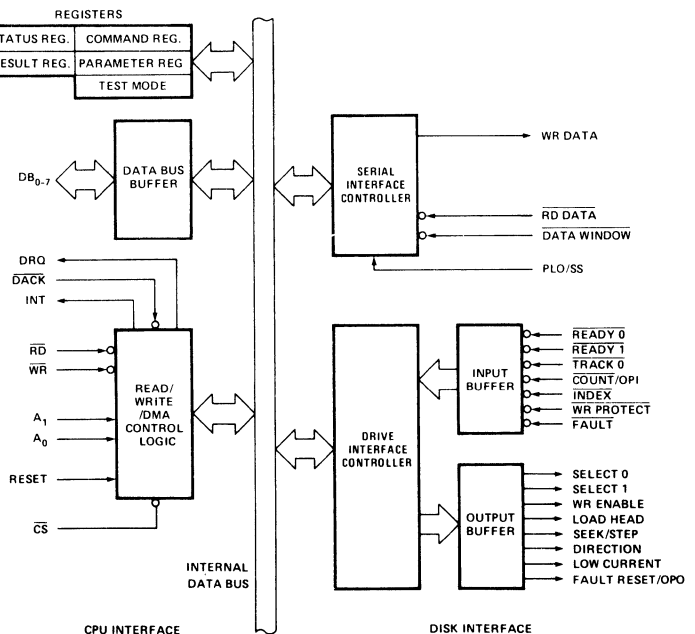 REGISTERS
TATUS REG. COMMAND REG.
ESULT REG. PARAMETER REG
TEST MODE
DB0-7
DATA BUS
BUFFER
DRQ
DACK
INT
RD
WR
A1
A0
RESET
CS
READ/
WRITE
/DMA
CONTROL
LOGIC
INTERNAL
DATA BUS
CPU INTERFACE
SERIAL
INTERFACE
CONTROLLER
WR DATA
RD DATA
DATA WINDOW
PLO/SS
DRIVE
INTERFACE
CONTROLLER
INPUT
BUFFER
READY 0
READY 1
TRACK 0
COUNT/OPI
INDEX
WR PROTECT
FAULT
OUTPUT
BUFFER
SELECT 0
SELECT 1
WR ENABLE
LOAD HEAD
SEEK/STEP
DIRECTION
LOW CURRENT
FAULT RESET/OPO
DISK INTERFACE